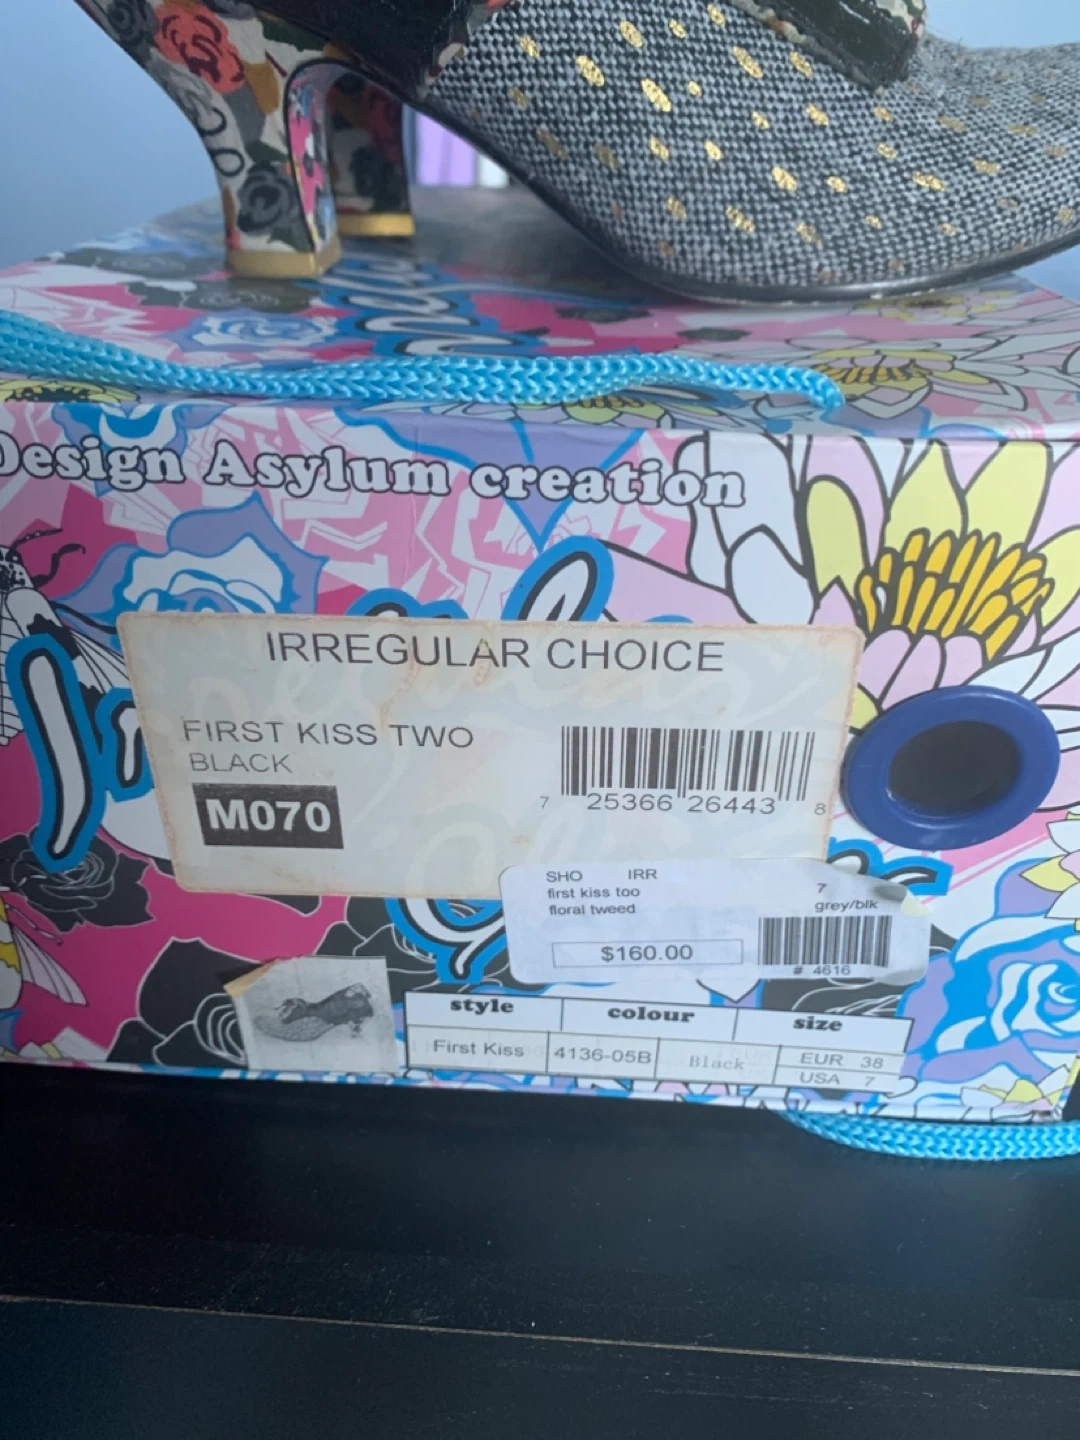 Design Asylum creation
IRREGULAR CHOICE
FIRST KISS TWO
BLACK
M070
7 25366 26443 8
SHO IRR
first kiss too
floral tweed
7
grey/blk
$160.00
# 4616
style colour size
First Kiss 4136-05B Black EUR 38
USA 7